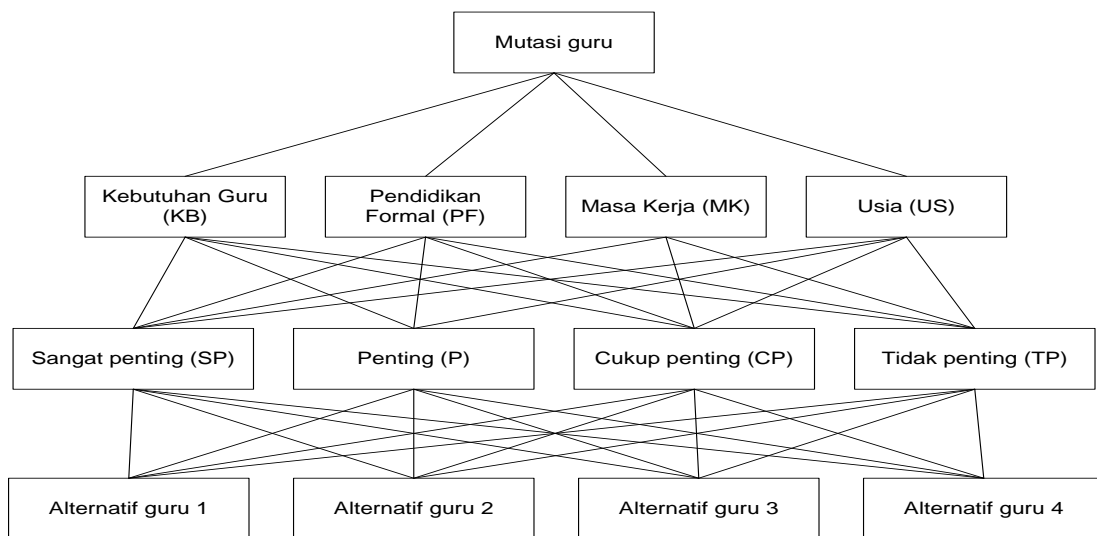 Mutasi guru
Kebutuhan Guru
(KB)
Pendidikan
Formal (PF)
Masa Kerja (MK)
Usia (US)
Sangat penting (SP)
Penting (P)
Cukup penting (CP)
Tidak penting (TP)
Alternatif guru 1
Alternatif guru 2
Alternatif guru 3
Alternatif guru 4